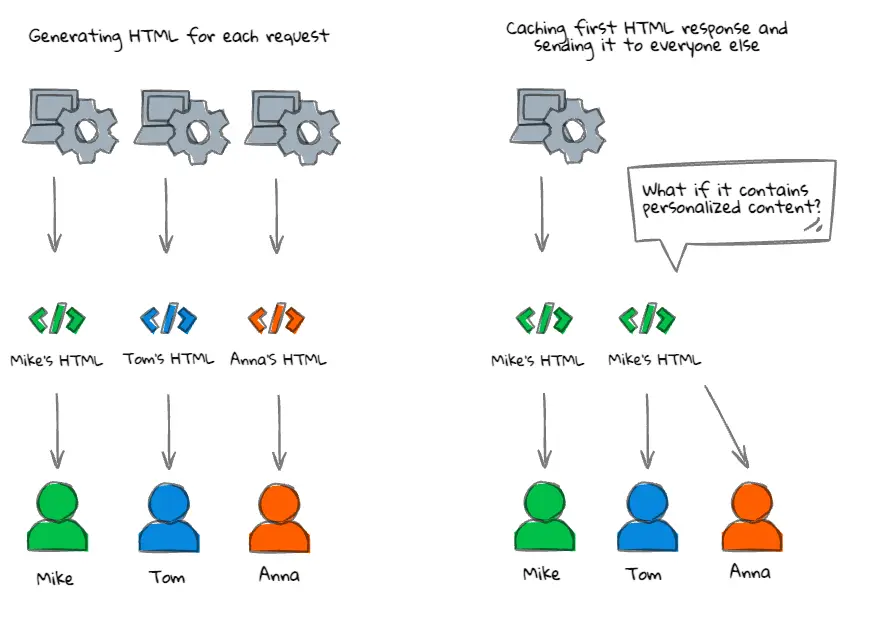 Generating HTML for each request
Mike's HTML
Tom's HTML
Anna's HTML
Mike
Tom
Anna
Caching first HTML response and
sending it to everyone else
What if it contains
personalized content?
Mike's HTML
Mike's HTML
Mike
Tom
Anna